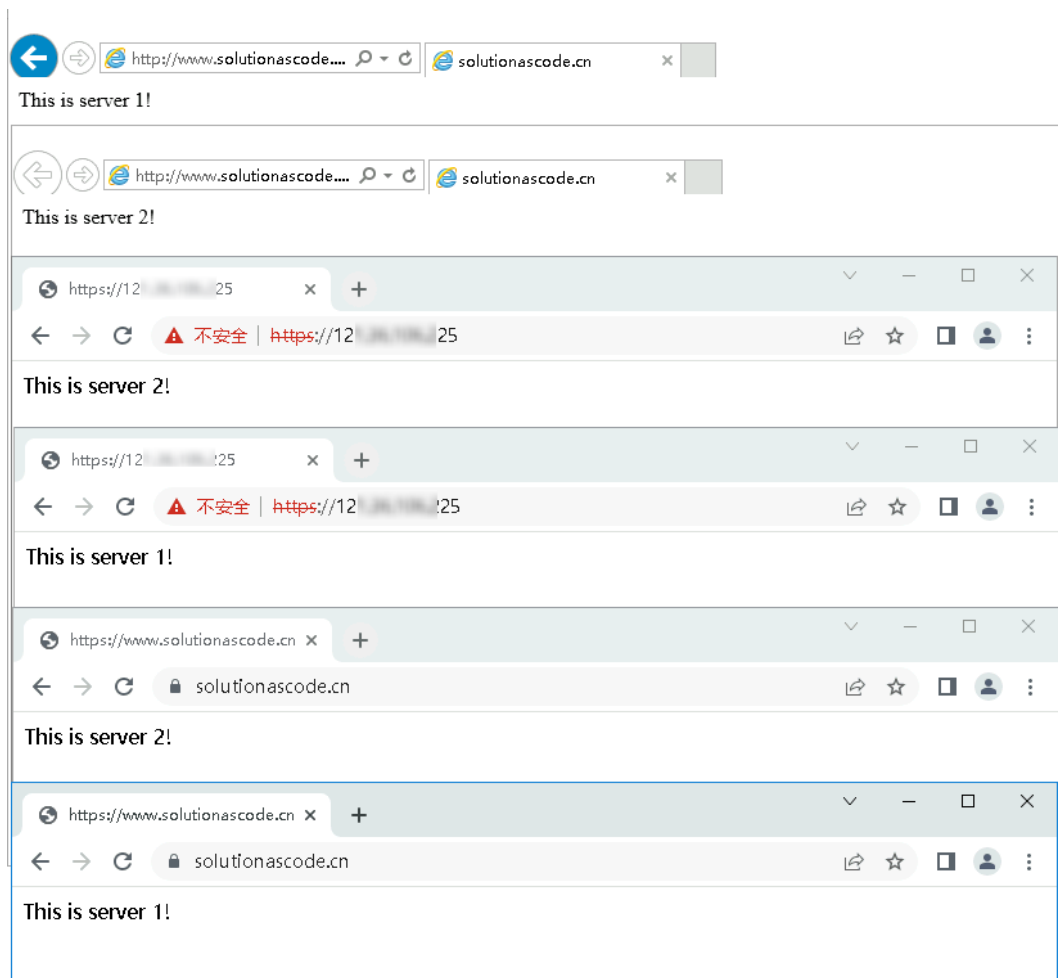 http://www.solutionascode.... solutionascode.cn
This is server 1!
http://www.solutionascode.... solutionascode.cn
This is server 2!
https://12 25
不安全 | https://12 25
This is server 2!
https://12 25
不安全 | https://12 25
This is server 1!
https://www.solutionascode.cn
solutionascode.cn
This is server 2!
https://www.solutionascode.cn
solutionascode.cn
This is server 1!